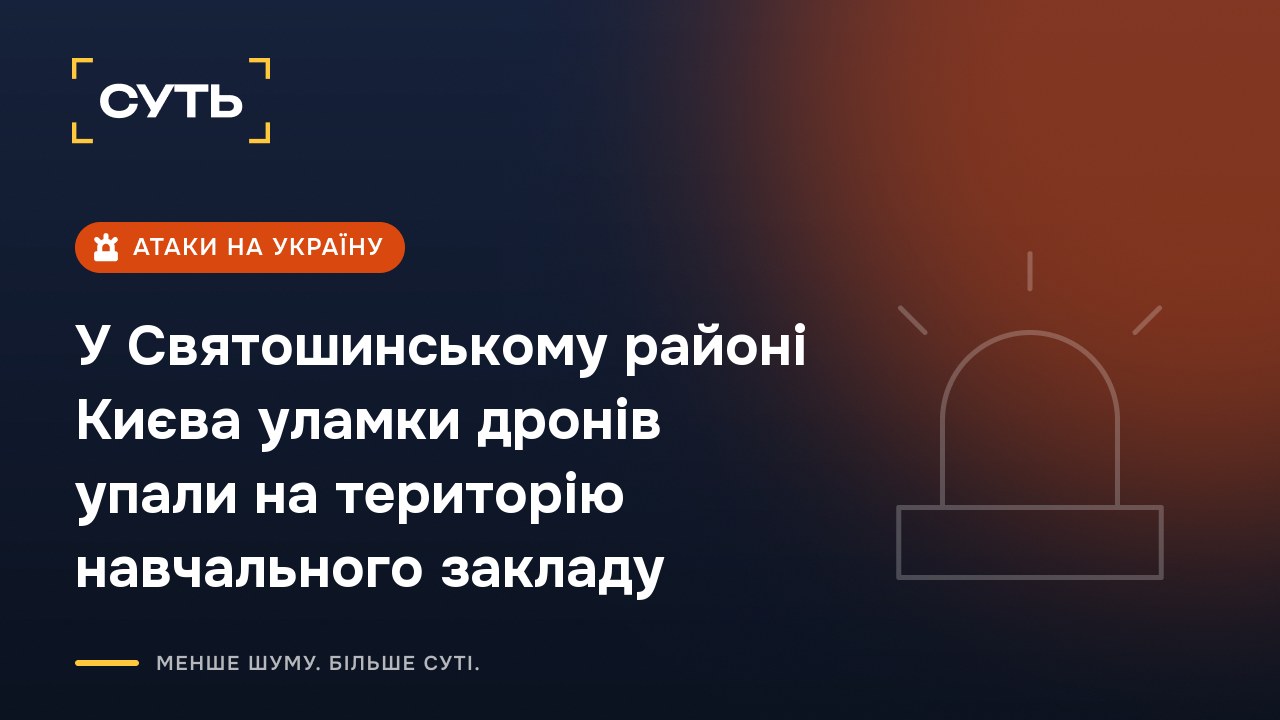 СУТЬ
АТАКИ НА УКРАЇНУ
У Святошинському районі
Києва уламки дронів
упали на територію
навчального закладу
МЕНШЕ ШУМУ. БІЛЬШЕ СУТІ.